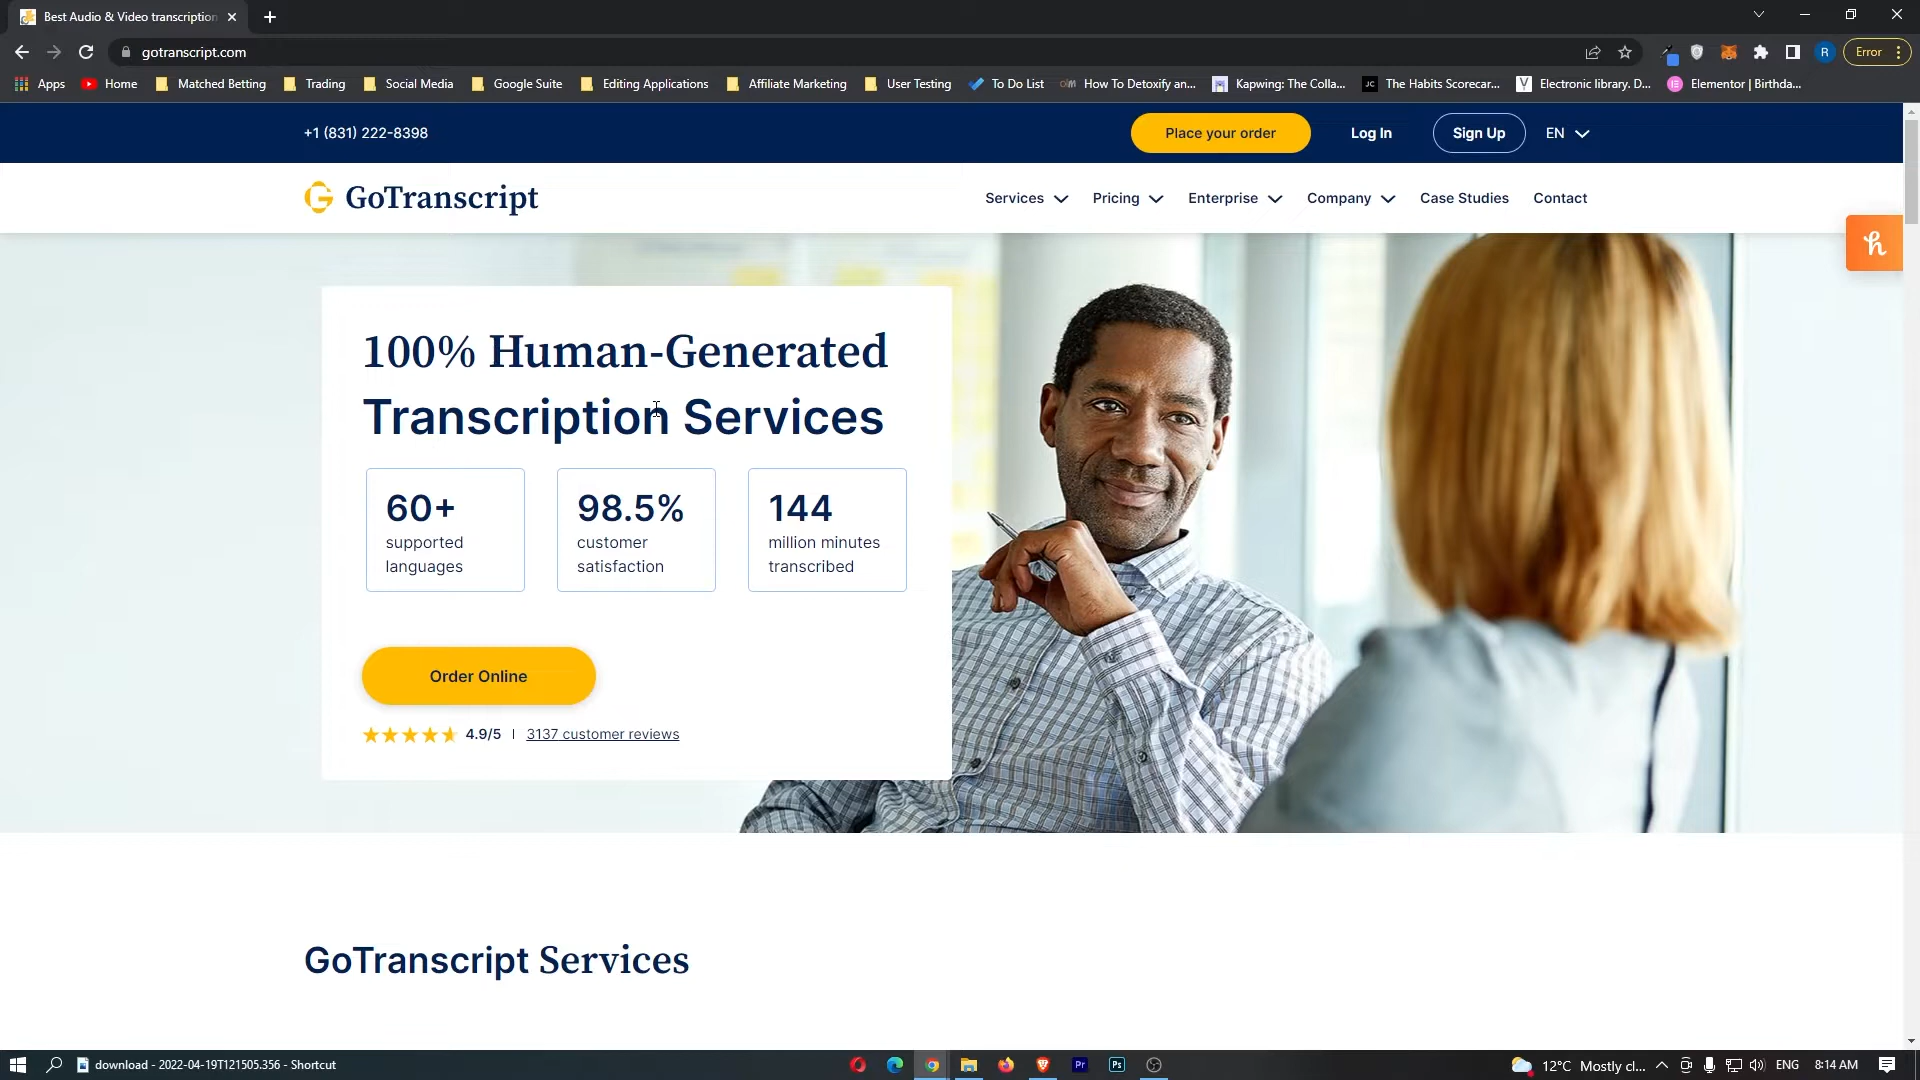 Best Audio & Video transcription
gotranscript.com
Error
Apps
Home
Matched Betting
Trading
Social Media
Google Suite
Editing Applications
Affiliate Marketing
User Testing
To Do List
How To Detoxify an...
Kapwing: The Colla...
The Habits Scorecar...
Electronic library. D...
Elementor | Birthda...
+1 (831) 222-8398
Place your order
Log In
Sign Up
EN
GoTranscript
Services
Pricing
Enterprise
Company
Case Studies
Contact
100% Human-Generated
Transcription Services
60+
supported
languages
98.5%
customer
satisfaction
144
million minutes
transcribed
Order Online
4.9/5 | 3137 customer reviews
GoTranscript Services
download - 2022-04-19T121505.356 - Shortcut
12°C Mostly cl...
ENG
8:14 AM